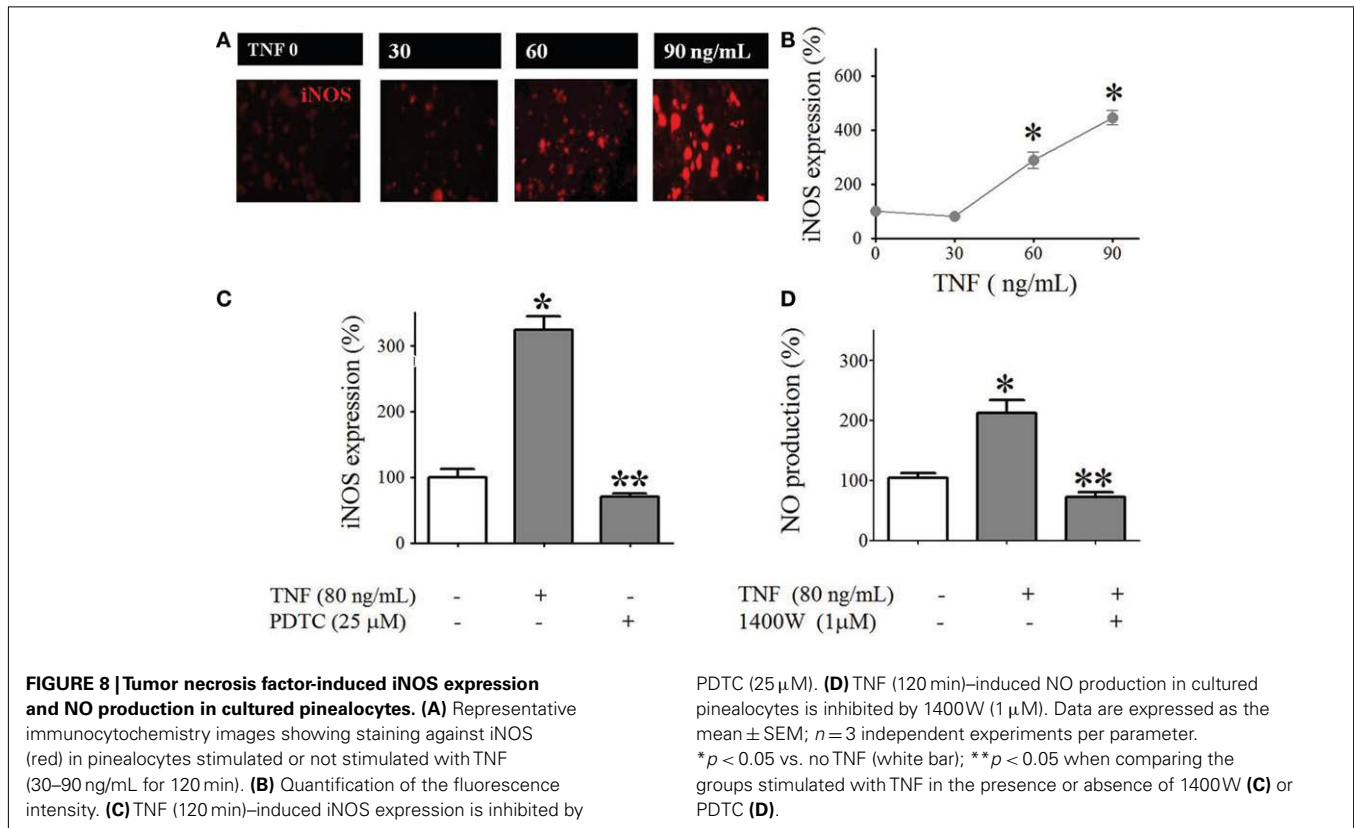 A
TNF 0
30
60
90 ng/mL
iNOS
B
iNOS expression (%)
600
400
200
0
0
30
60
90
*
*
TNF ( ng/mL)
C
iNOS expression (%)
300
200
100
0
*
**
TNF (80 ng/mL) - + -
PDTC (25 μM) - - +
D
NO production (%)
300
200
100
0
*
**
TNF (80 ng/mL) - + +
1400W (1μM) - - +
FIGURE 8 | Tumor necrosis factor-induced iNOS expression
and NO production in cultured pinealocytes. (A) Representative
immunocytochemistry images showing staining against iNOS
(red) in pinealocytes stimulated or not stimulated with TNF
(30–90 ng/mL for 120 min). (B) Quantification of the fluorescence
intensity. (C) TNF (120 min)–induced iNOS expression is inhibited by
PDTC (25 μM). (D) TNF (120 min)–induced NO production in cultured
pinealocytes is inhibited by 1400W (1 μM). Data are expressed as the
mean ± SEM; n = 3 independent experiments per parameter.
*p < 0.05 vs. no TNF (white bar); **p < 0.05 when comparing the
groups stimulated with TNF in the presence or absence of 1400W (C) or
PDTC (D).